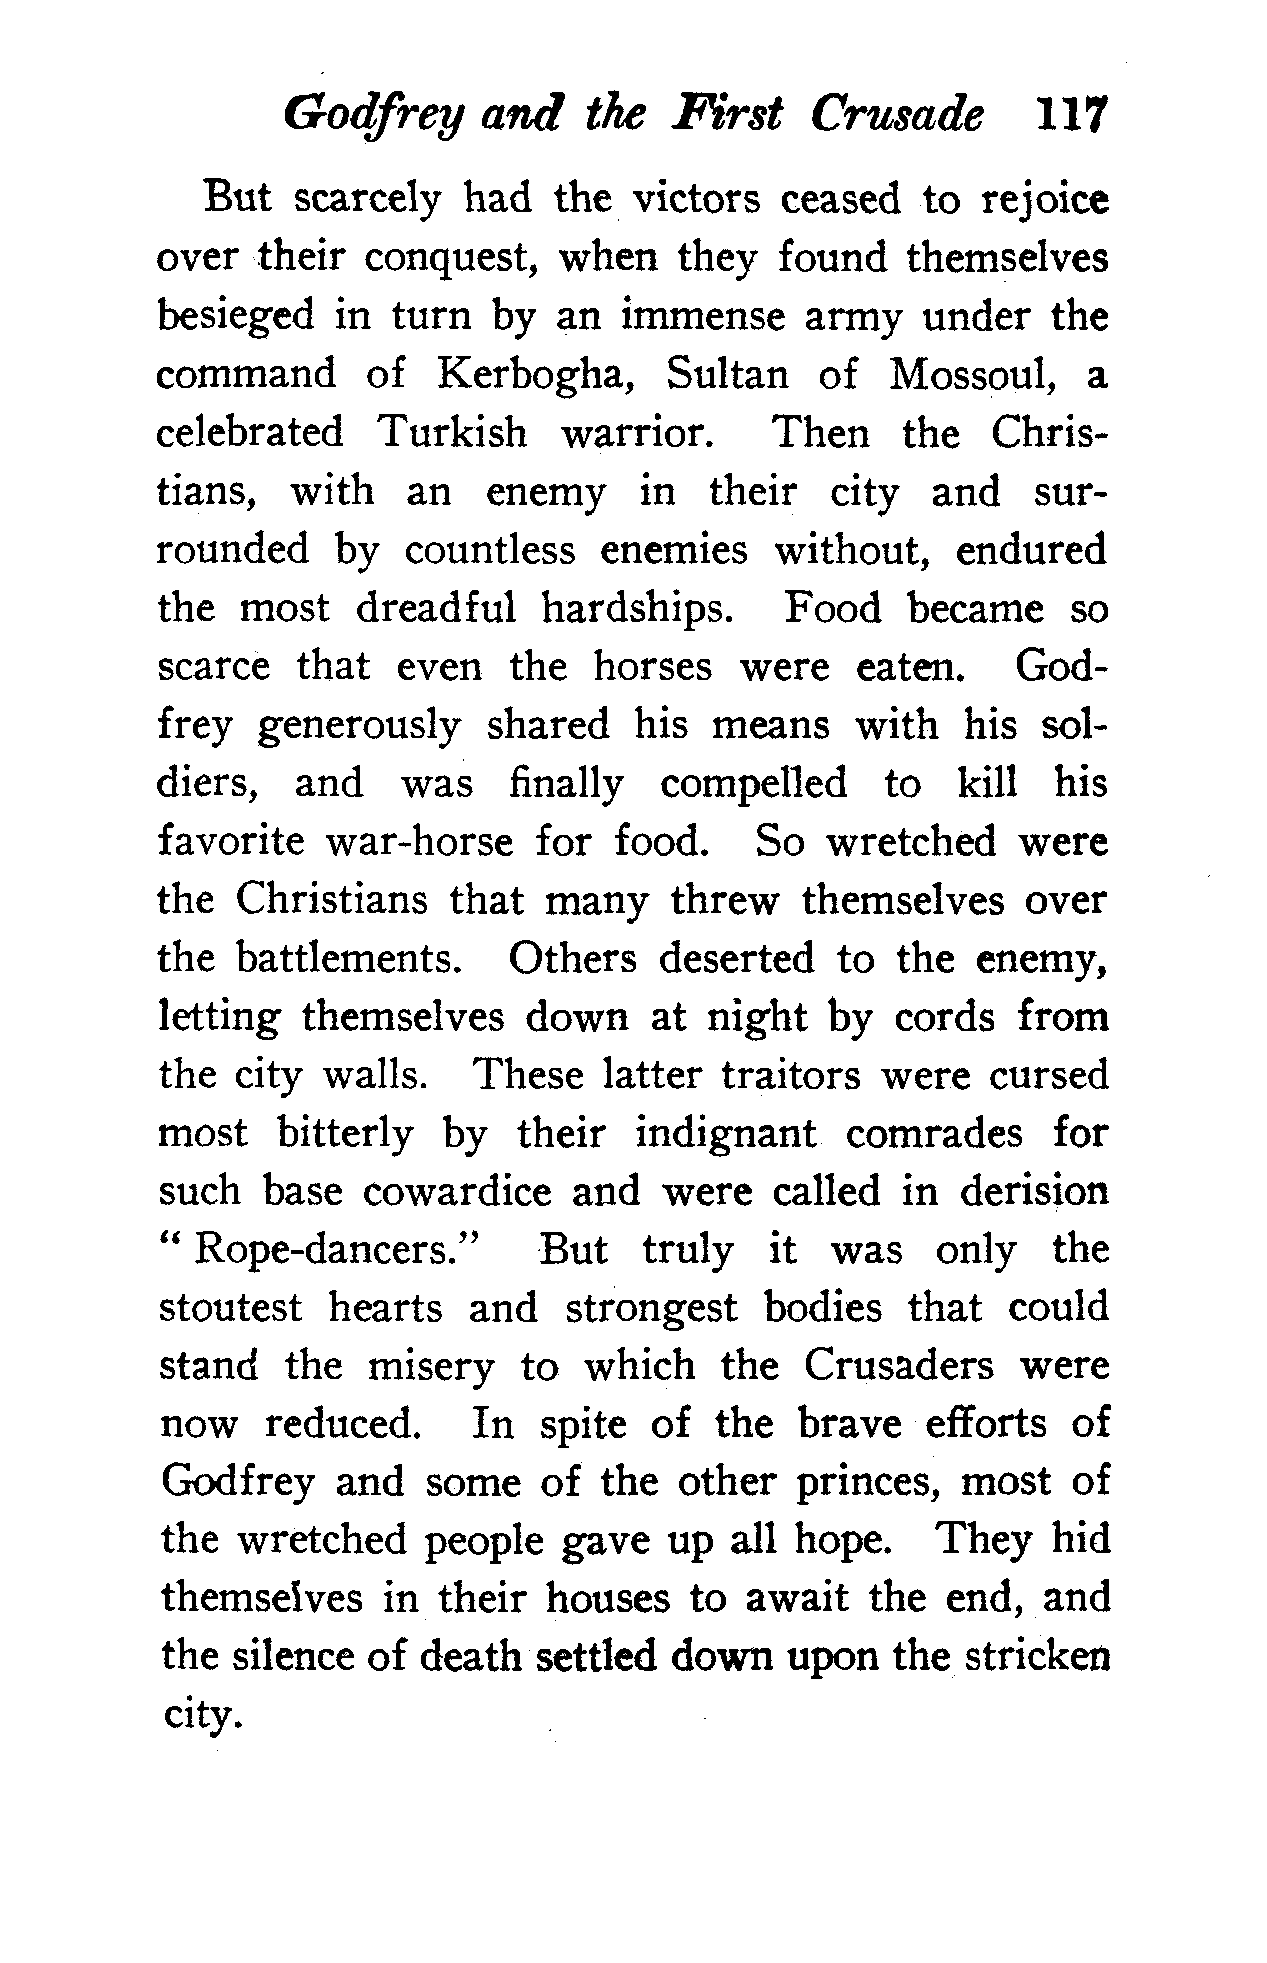 Godfrey and the First Crusade 117
But scarcely had the victors ceased to rejoice
over their conquest, when they found themselves
besieged in turn by an immense army under the
command of Kerbogha, Sultan of Mossoul, a
celebrated Turkish warrior. Then the Chris-
tians, with an enemy in their city and sur-
rounded by countless enemies without, endured
the most dreadful hardships. Food became so
scarce that even the horses were eaten. God-
frey generously shared his means with his sol-
diers, and was finally compelled to kill his
favorite war-horse for food. So wretched were
the Christians that many threw themselves over
the battlements. Others deserted to the enemy,
letting themselves down at night by cords from
the city walls. These latter traitors were cursed
most bitterly by their indignant comrades for
such base cowardice and were called in derision
“ Rope-dancers.” But truly it was only the
stoutest hearts and strongest bodies that could
stand the misery to which the Crusaders were
now reduced. In spite of the brave efforts of
Godfrey and some of the other princes, most of
the wretched people gave up all hope. They hid
themselves in their houses to await the end, and
the silence of death settled down upon the stricken
city.